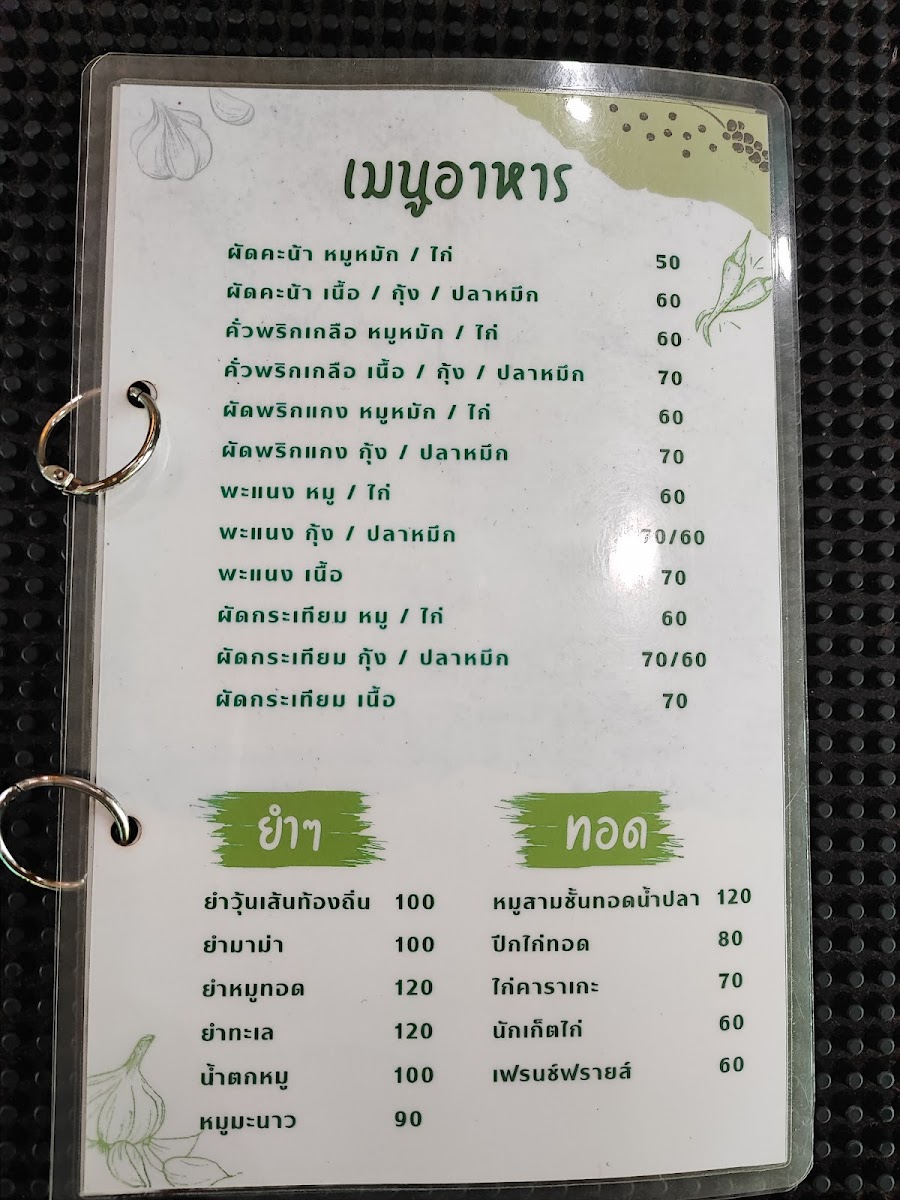 เมนูอาหาร
ผัดคะน้า หมูหมัก / ไก่ 50
ผัดคะน้า เนื้อ / กุ้ง / ปลาหมึก 60
คั่วพริกเกลือ หมูหมัก / ไก่ 60
คั่วพริกเกลือ เนื้อ / กุ้ง / ปลาหมึก 70
ผัดพริกแกง หมูหมัก / ไก่ 60
ผัดพริกแกง กุ้ง / ปลาหมึก 70
พะแนง หมู / ไก่ 60
พะแนง กุ้ง / ปลาหมึก 70/60
พะแนง เนื้อ 70
ผัดกระเทียม หมู / ไก่ 60
ผัดกระเทียม กุ้ง / ปลาหมึก 70/60
ผัดกระเทียม เนื้อ 70
ยำๆ
ยำวุ้นเส้นท้องถิ่น 100
ยำมาม่า 100
ยำหมูทอด 120
ยำทะเล 120
น้ำตกหมู 100
หมูมะนาว 90
ทอด
หมูสามชั้นทอดน้ำปลา 120
ปีกไก่ทอด 80
ไก่คาราเกะ 70
นักเก็ตไก่ 60
เฟรนช์ฟรายส์ 60